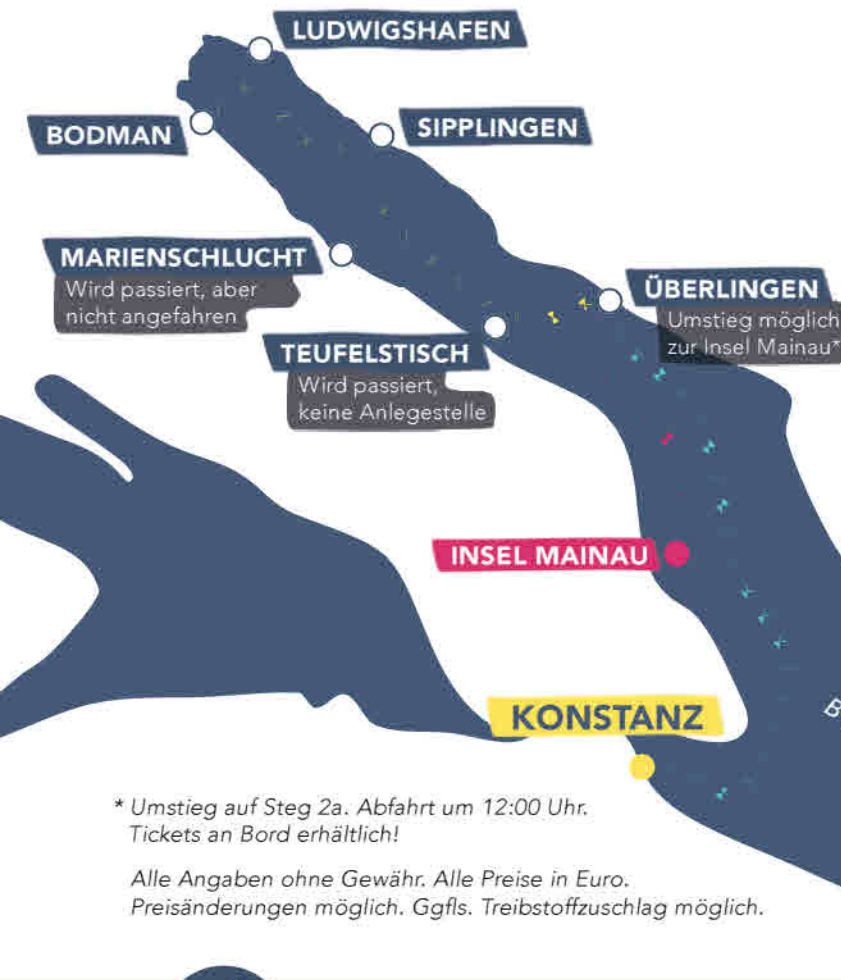 LUDWIGSHAFEN
BODMAN
SIPPLINGEN
MARIENSCHLUCHT
Wird passiert, aber
nicht angefahren
ÜBERLINGEN
Umstieg möglich
zur Insel Mainau*
TEUFELSTISCH
Wird passiert,
keine Anlegestelle
INSEL MAINAU
KONSTANZ
* Umstieg auf Steg 2a. Abfahrt um 12:00 Uhr.
Tickets an Bord erhältlich!
Alle Angaben ohne Gewähr. Alle Preise in Euro.
Preisänderungen möglich. Ggfls. Treibstoffzuschlag möglich.